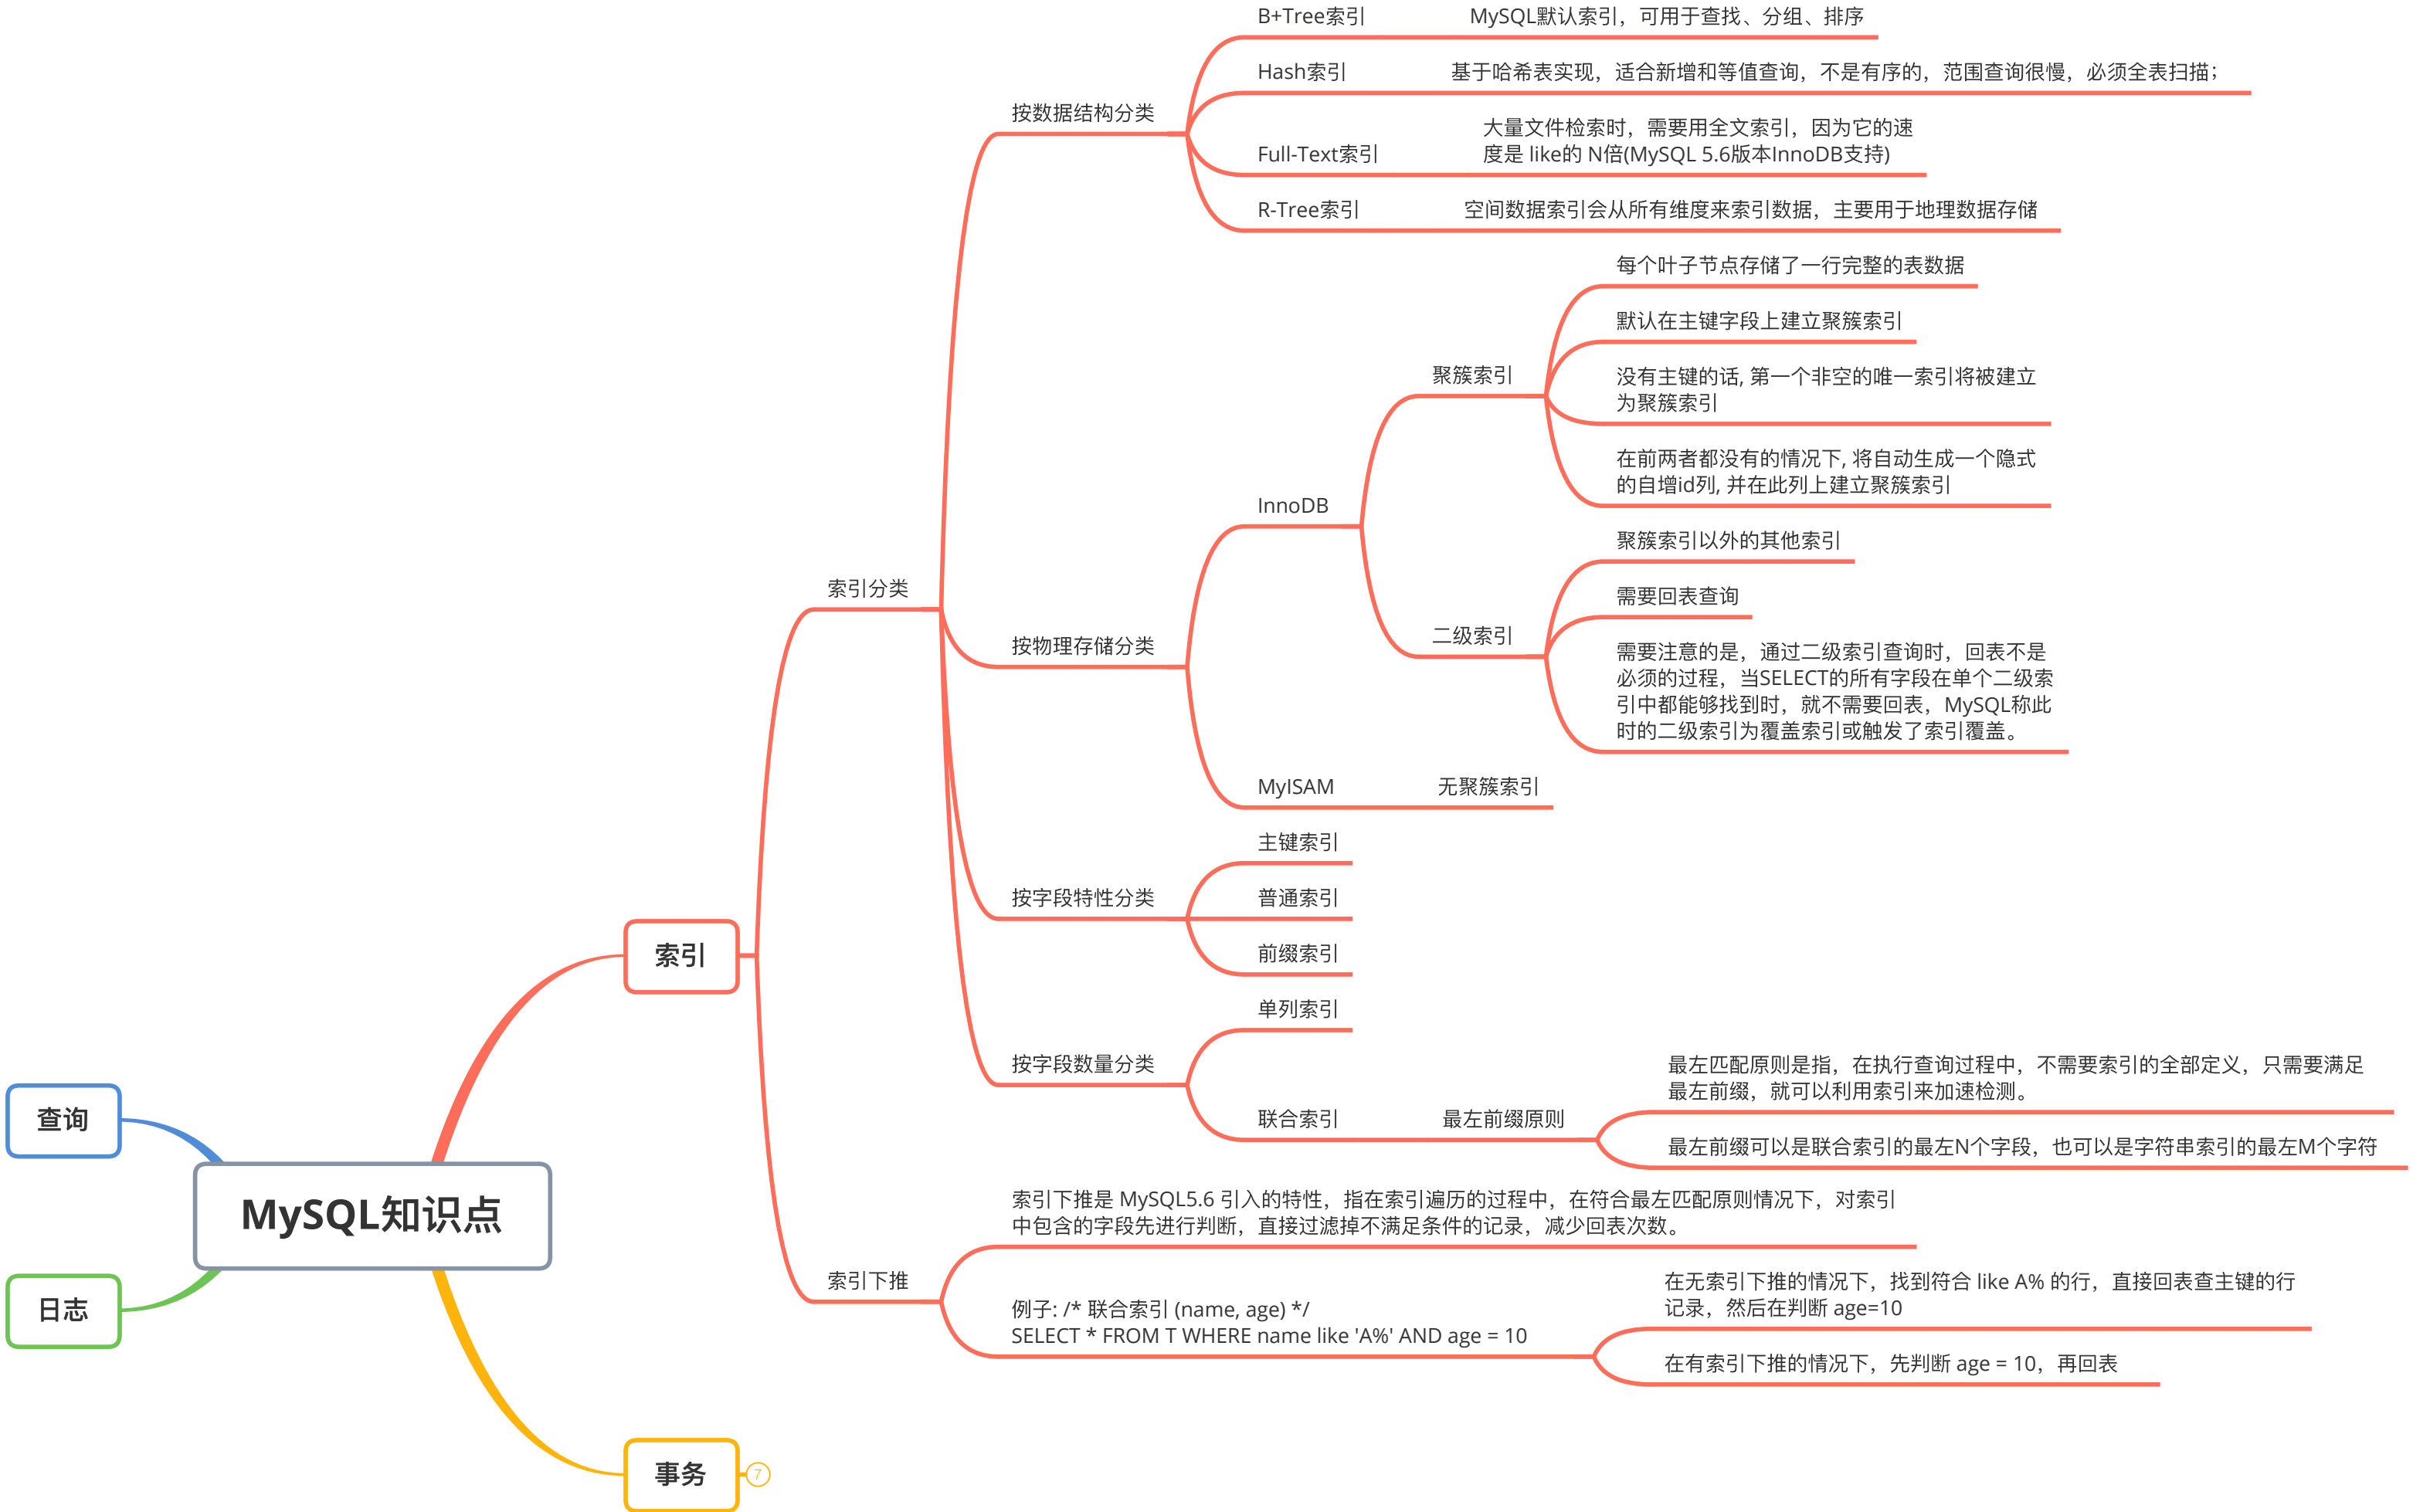 MySQL知识点
索引
索引分类
按数据结构分类
B+Tree索引
MySQL默认索引，可用于查找、分组、排序
Hash索引
基于哈希表实现，适合新增和等值查询，不是有序的，范围查询很慢，必须全表扫描；
Full-Text索引
大量文件检索时，需要用全文索引，因为它的速
度是 like的 N倍(MySQL 5.6版本InnoDB支持)
R-Tree索引
空间数据索引会从所有维度来索引数据，主要用于地理数据存储
按物理存储分类
InnoDB
聚簇索引
每个叶子节点存储了一行完整的表数据
默认在主键字段上建立聚簇索引
没有主键的话, 第一个非空的唯一索引将被建立
为聚簇索引
在前两者都没有的情况下, 将自动生成一个隐式
的自增id列, 并在此列上建立聚簇索引
二级索引
聚簇索引以外的其他索引
需要回表查询
需要注意的是，通过二级索引查询时，回表不是
必须的过程，当SELECT的所有字段在单个二级索
引中都能够找到时，就不需要回表，MySQL称此
时的二级索引为覆盖索引或触发了索引覆盖。
MyISAM
无聚簇索引
按字段特性分类
主键索引
普通索引
前缀索引
按字段数量分类
单列索引
联合索引
最左前缀原则
最左匹配原则是指，在执行查询过程中，不需要索引的全部定义，只需要满足
最左前缀，就可以利用索引来加速检测。
最左前缀可以是联合索引的最左N个字段，也可以是字符串索引的最左M个字符
索引下推
索引下推是 MySQL5.6 引入的特性，指在索引遍历的过程中，在符合最左匹配原则情况下，对索引
中包含的字段先进行判断，直接过滤掉不满足条件的记录，减少回表次数。
例子: /* 联合索引 (name, age) */
SELECT * FROM T WHERE name like 'A%' AND age = 10
在无索引下推的情况下，找到符合 like A% 的行，直接回表查主键的行
记录，然后在判断 age=10
在有索引下推的情况下，先判断 age = 10，再回表
事务
7
查询
日志